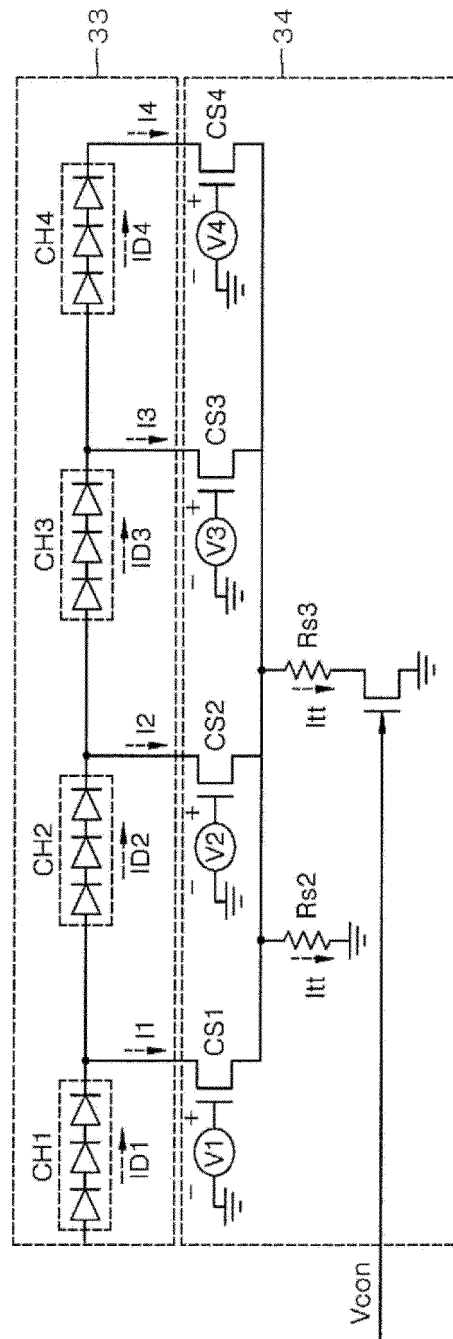 33
34
CH1
CH2
CH3
CH4
ID1
ID2
ID3
ID4
I1
I2
I3
I4
CS1
CS2
CS3
CS4
+
-
V1
+
-
V2
+
-
V3
+
-
V4
Rs2
Rs3
Itt
Itt
Vcon